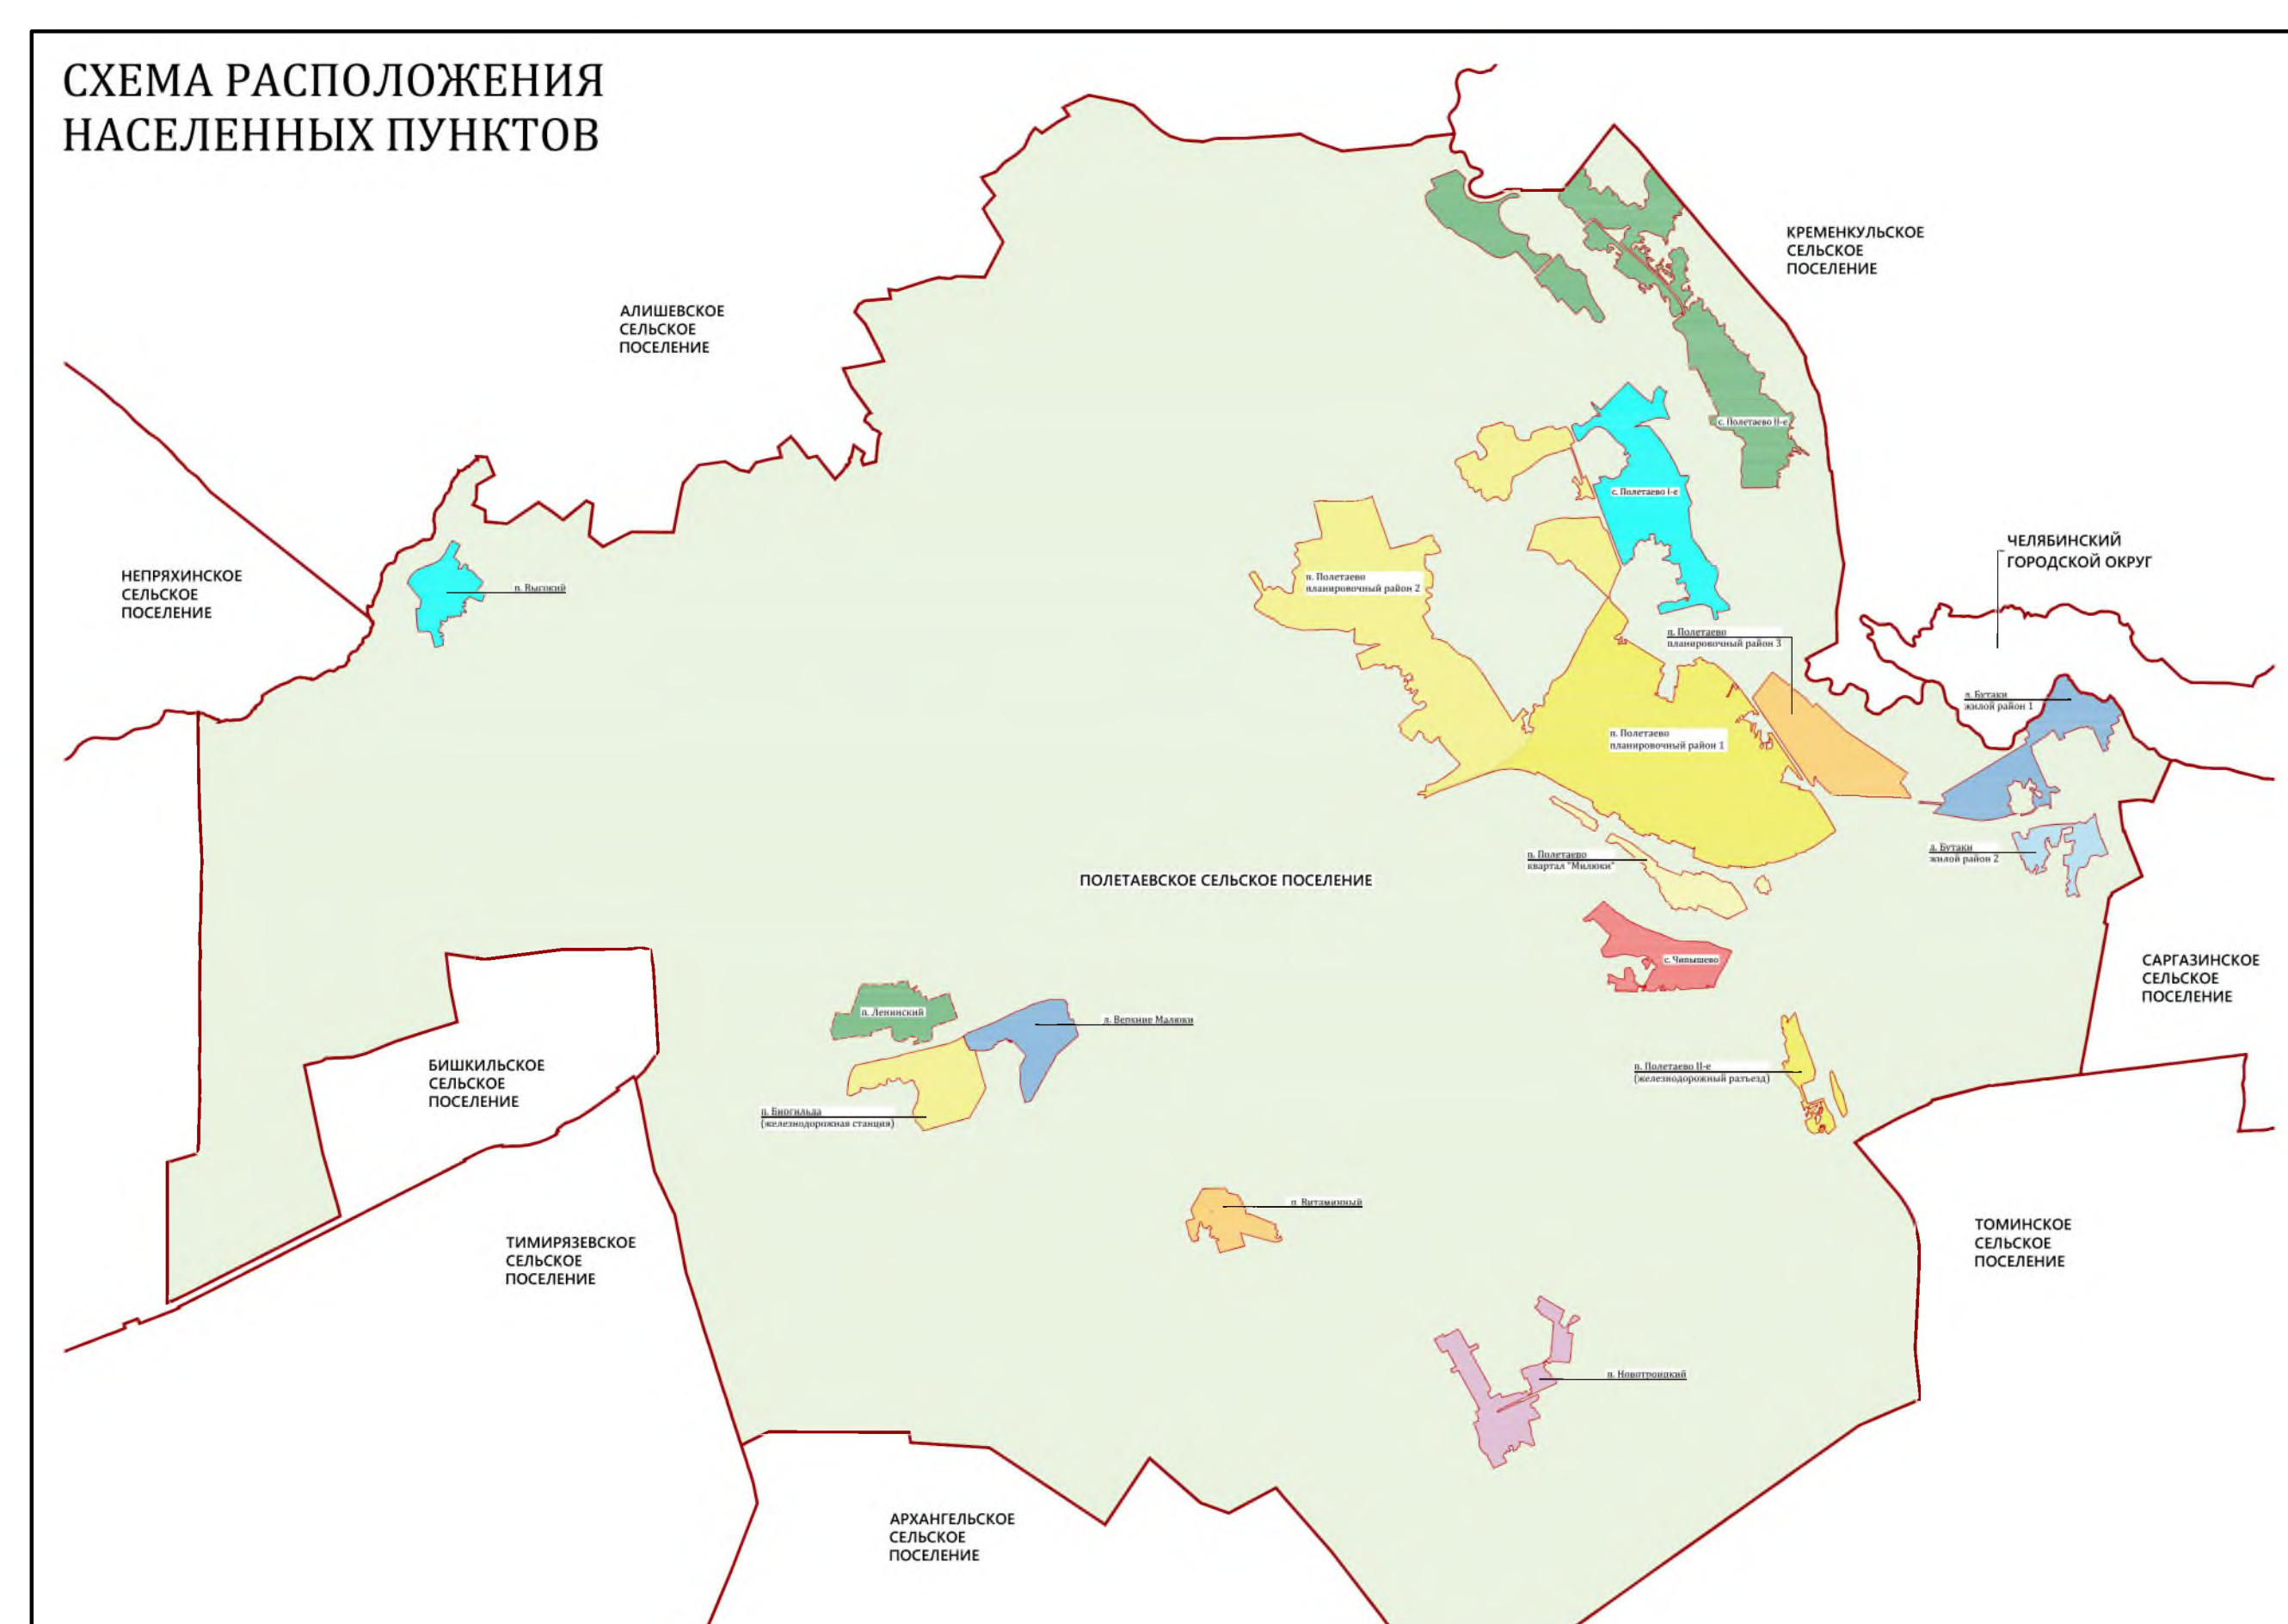 СХЕМА РАСПОЛОЖЕНИЯ
НАСЕЛЕННЫХ ПУНКТОВ
КРЕМЕНКУЛЬСКОЕ
СЕЛЬСКОЕ
ПОСЕЛЕНИЕ
АЛИШЕВСКОЕ
СЕЛЬСКОЕ
ПОСЕЛЕНИЕ
с. Полетаево II-е
с. Полетаево I-е
ЧЕЛЯБИНСКИЙ
ГОРОДСКОЙ ОКРУГ
НЕПРЯХИНСКОЕ
СЕЛЬСКОЕ
ПОСЕЛЕНИЕ
п. Высокий
п. Полетаево
планировочный район 2
п. Полетаево
планировочный район 3
д. Бутаки
жилой район 1
п. Полетаево
планировочный район 1
п. Полетаево
квартал "Милюки"
д. Бутаки
жилой район 2
ПОЛЕТАЕВСКОЕ СЕЛЬСКОЕ ПОСЕЛЕНИЕ
с. Чипышево
САРГАЗИНСКОЕ
СЕЛЬСКОЕ
ПОСЕЛЕНИЕ
п. Ленинский
д. Верхние Малюки
БИШКИЛЬСКОЕ
СЕЛЬСКОЕ
ПОСЕЛЕНИЕ
п. Полетаево II-е
(железнодорожный разъезд)
п. Биргильда
(железнодорожная станция)
п. Витаминный
ТИМИРЯЗЕВСКОЕ
СЕЛЬСКОЕ
ПОСЕЛЕНИЕ
ТОМИНСКОЕ
СЕЛЬСКОЕ
ПОСЕЛЕНИЕ
п. Новотроицкий
АРХАНГЕЛЬСКОЕ
СЕЛЬСКОЕ
ПОСЕЛЕНИЕ